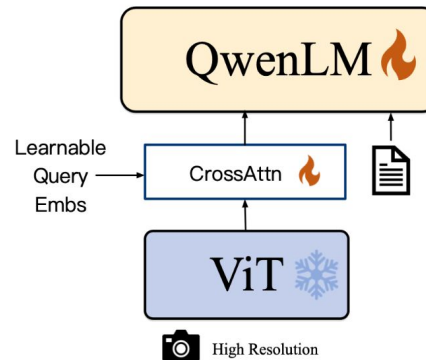 QwenLM
Learnable
Query
Embs
CrossAttn
ViT
High Resolution